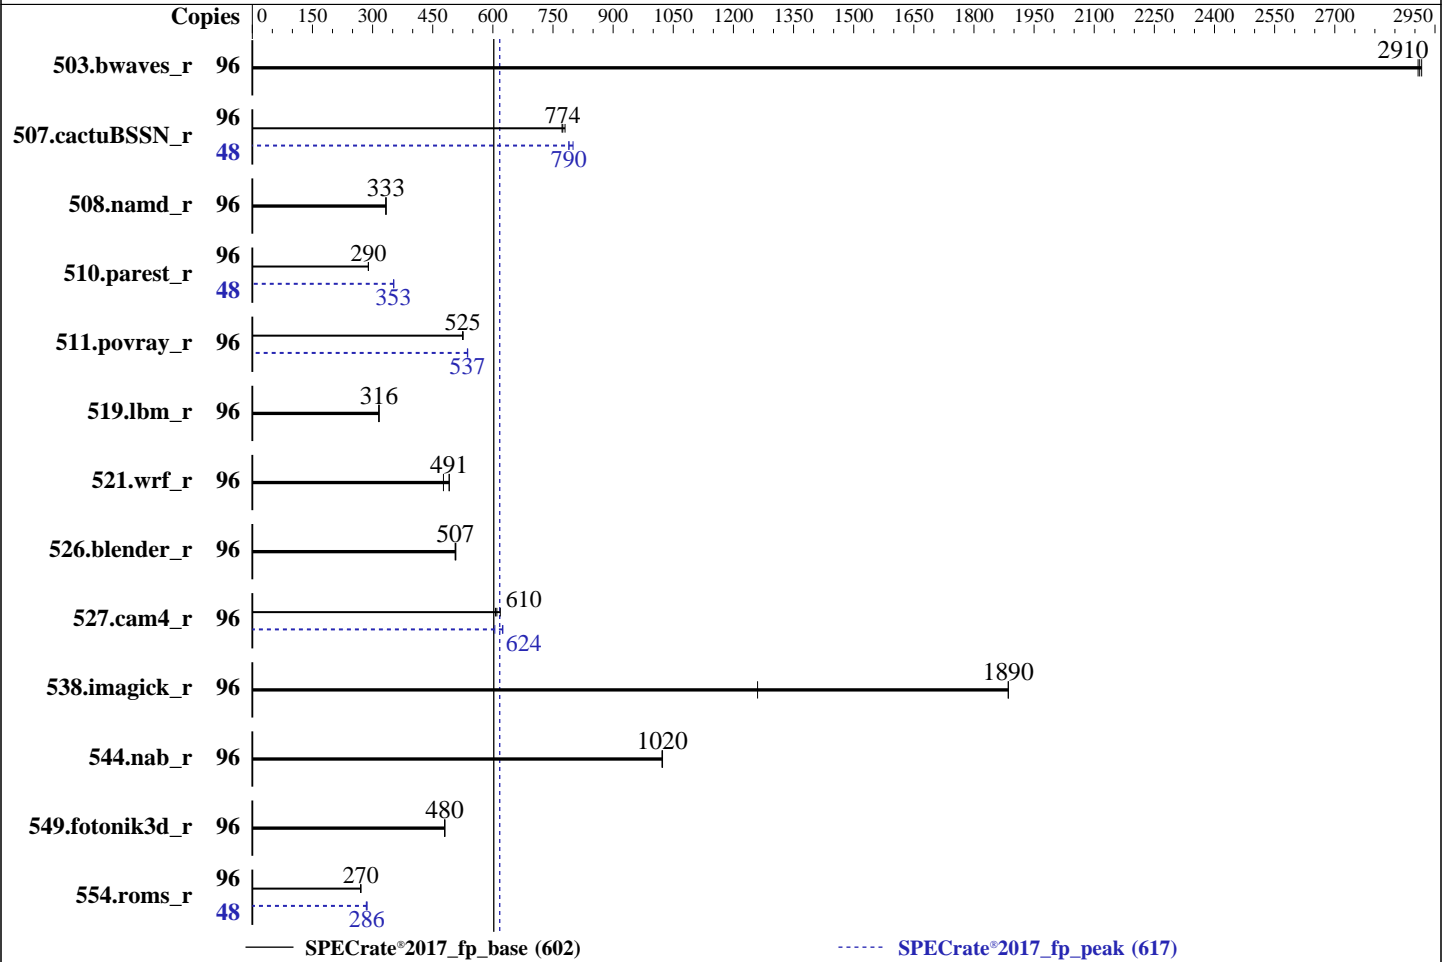 Copies 0 150 300 450 600 750 900 1050 1200 1350 1500 1650 1800 1950 2100 2250 2400 2550 2700 2950
503.bwaves_r 96 2910
507.cactuBSSN_r 96 774
48 790
508.namd_r 96 333
510.parest_r 96 290
48 353
511.povray_r 96 525
537
519.lbm_r 96 316
521.wrf_r 96 491
526.blender_r 96 507
527.cam4_r 96 610
624
538.imagick_r 96 1890
544.nab_r 96 1020
549.fotonik3d_r 96 480
554.roms_r 96 270
48 286
SPECrate®2017_fp_base (602) SPECrate®2017_fp_peak (617)